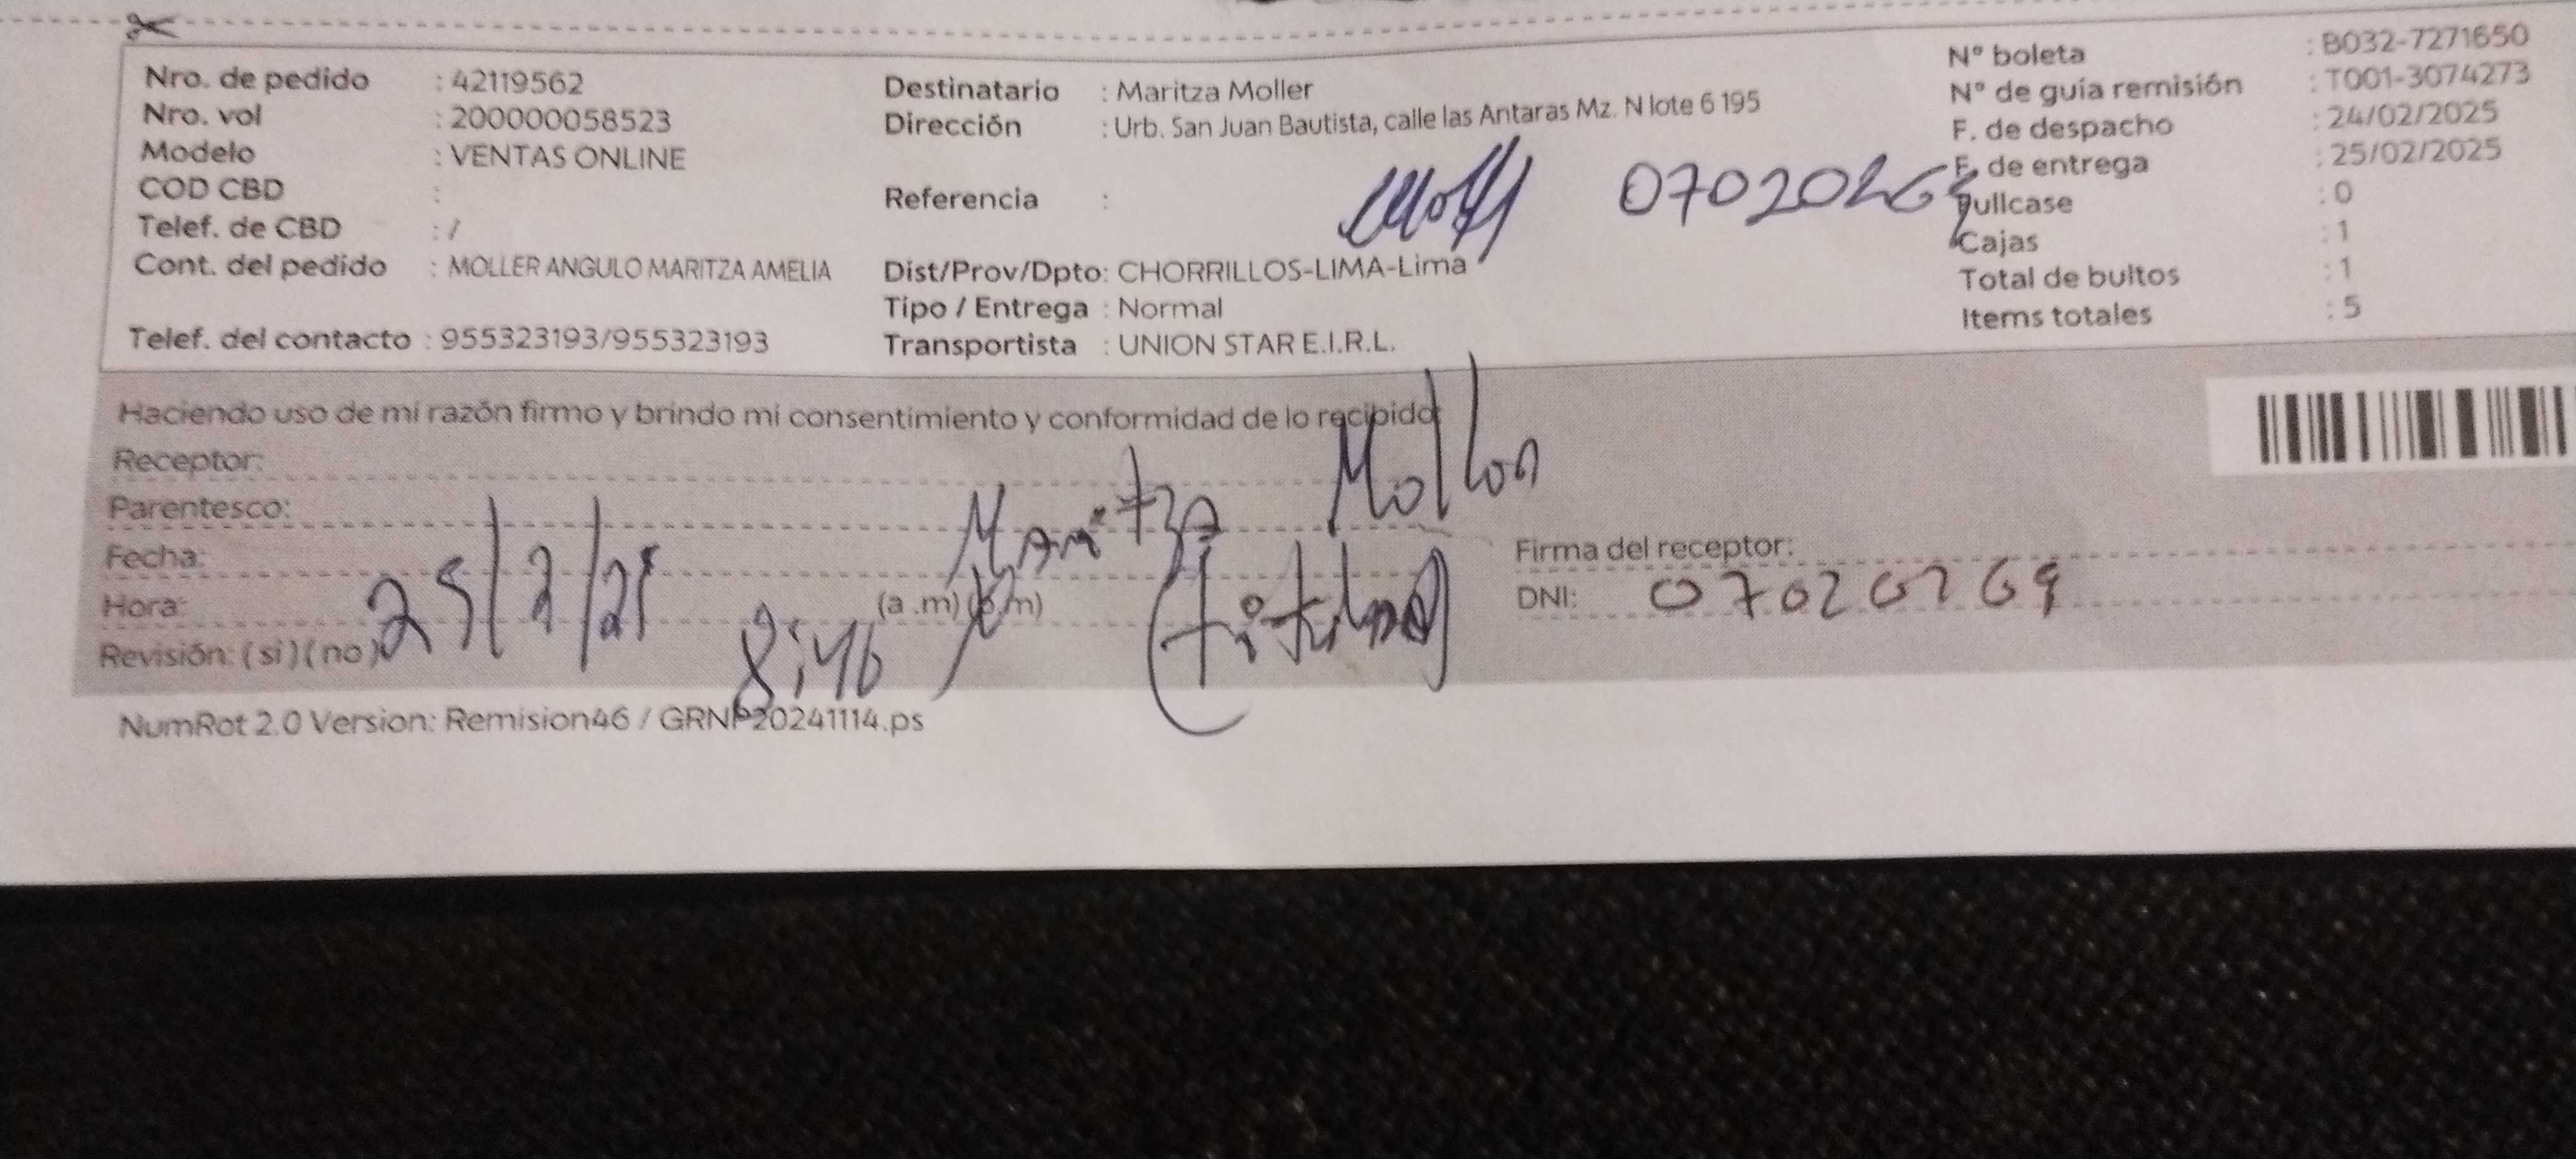 Nro. de pedido : 42119562
Nro. vol : 200000058523
Modelo : VENTAS ONLINE
COD CBD :
Telef. de CBD : /
Cont. del pedido : MOLLER ANGULO MARITZA AMELIA
Telef. del contacto : 955323193/955323193
Destinatario : Maritza Moller
Dirección : Urb. San Juan Bautista, calle las Antaras Mz. N lote 6 195
Referencia :
Dist/Prov/Dpto: CHORRILLOS-LIMA-Lima
Tipo / Entrega : Normal
Transportista : UNION STAR E.I.R.L.
N° boleta : B032-7271650
N° de guía remisión : T001-3074273
F. de despacho : 24/02/2025
F. de entrega : 25/02/2025
Fullcase : 0
Cajas : 1
Total de bultos : 1
Items totales : 5
Haciendo uso de mi razón firmo y brindo mi consentimiento y conformidad de lo recibido:
Receptor: Maritza Moller
Parentesco: (titular)
Fecha: 25/2/25
Hora: 8:46 (a .m) (p.m)
Revisión: ( si ) ( no )
Firma del receptor:
DNI: 07020269
NumRot 2.0 Version: Remision46 / GRNP20241114.ps